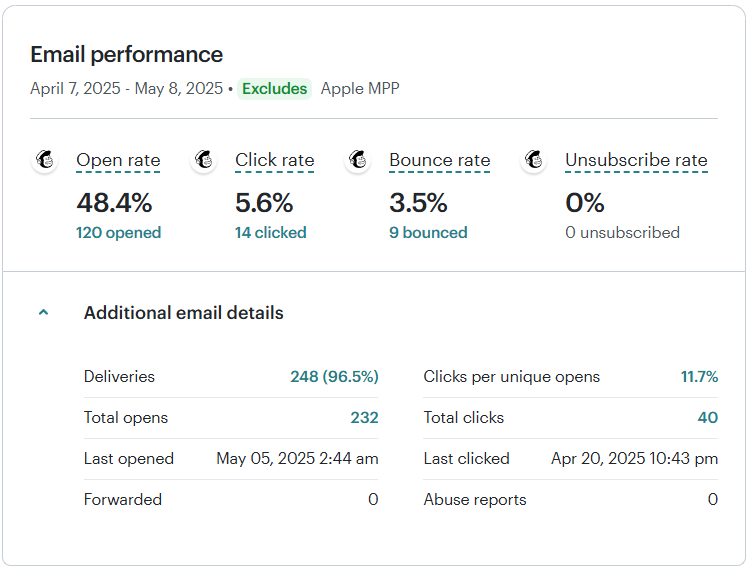 Email performance
April 7, 2025 - May 8, 2025 • Excludes Apple MPP
Open rate
48.4%
120 opened
Click rate
5.6%
14 clicked
Bounce rate
3.5%
9 bounced
Unsubscribe rate
0%
0 unsubscribed
Additional email details
Deliveries 248 (96.5%)
Total opens 232
Last opened May 05, 2025 2:44 am
Forwarded 0
Clicks per unique opens 11.7%
Total clicks 40
Last clicked Apr 20, 2025 10:43 pm
Abuse reports 0